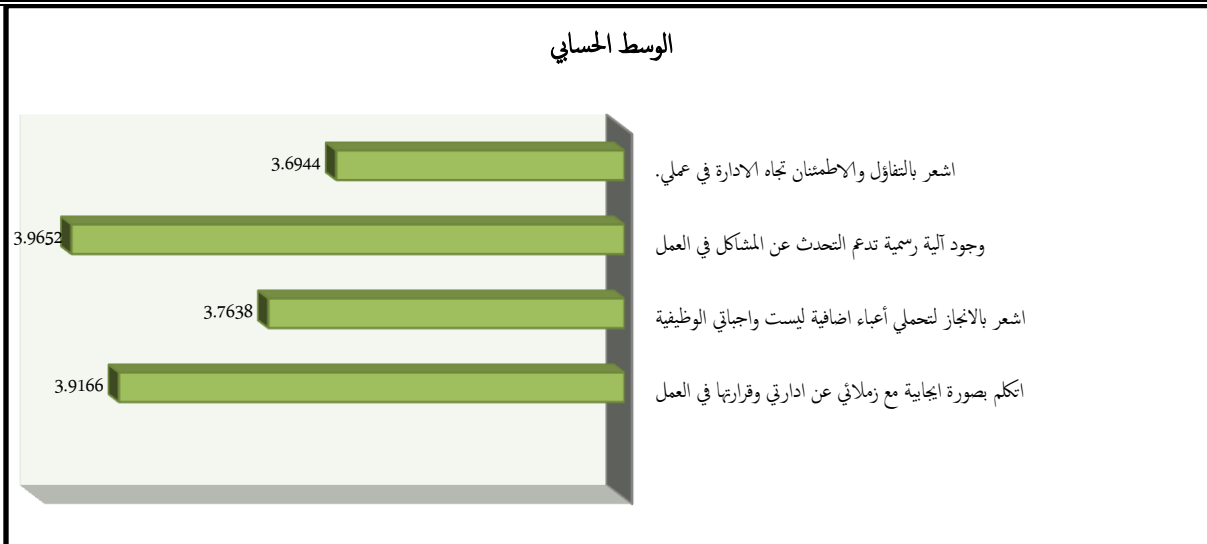 الوسط الحسابي
3.6944 اشعر بالتفاؤل والاطمئنان تجاه الادارة في عملي.
3.9652 وجود آلية رسمية تدعم التحدث عن المشاكل في العمل
3.7638 اشعر بالانجاز لتحملي أعباء اضافية ليست واجباتي الوظيفية
3.9166 اتكلم بصورة ايجابية مع زملائي عن ادارتي وقرارتها في العمل